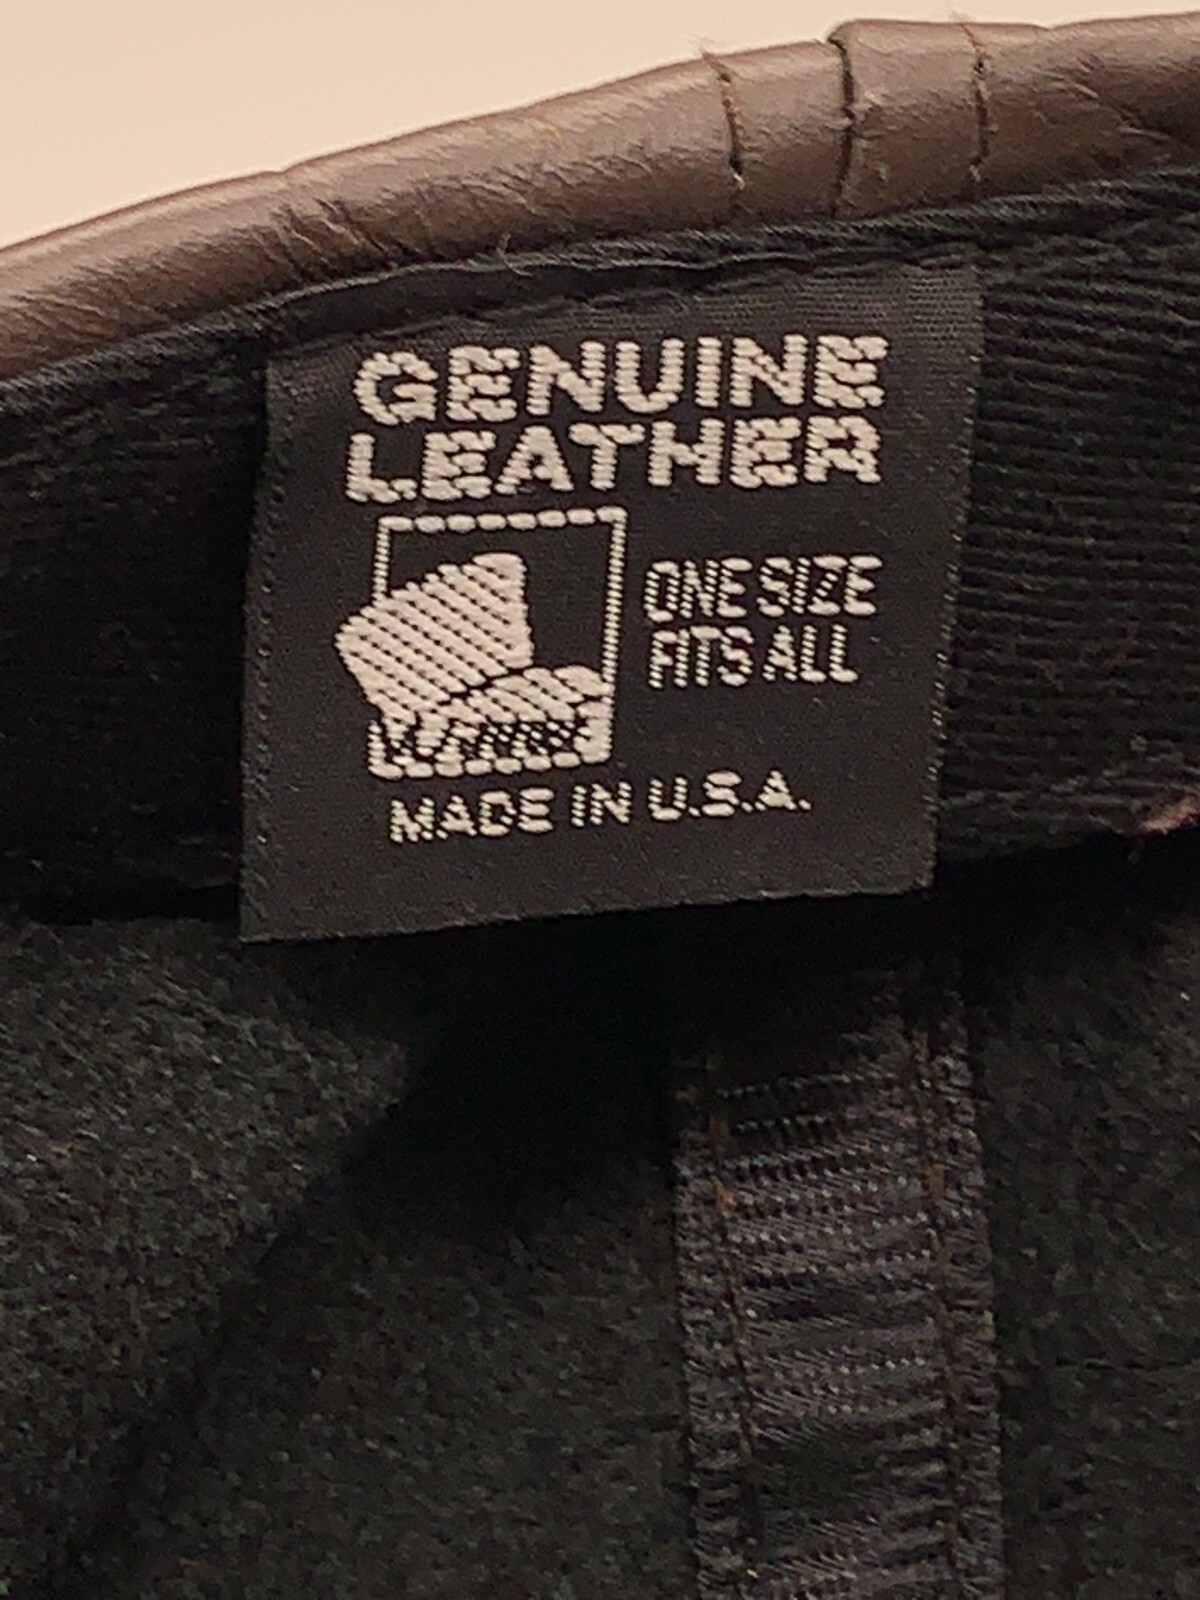 GENUINE
LEATHER
ONE SIZE
FITS ALL
MADE IN U.S.A.